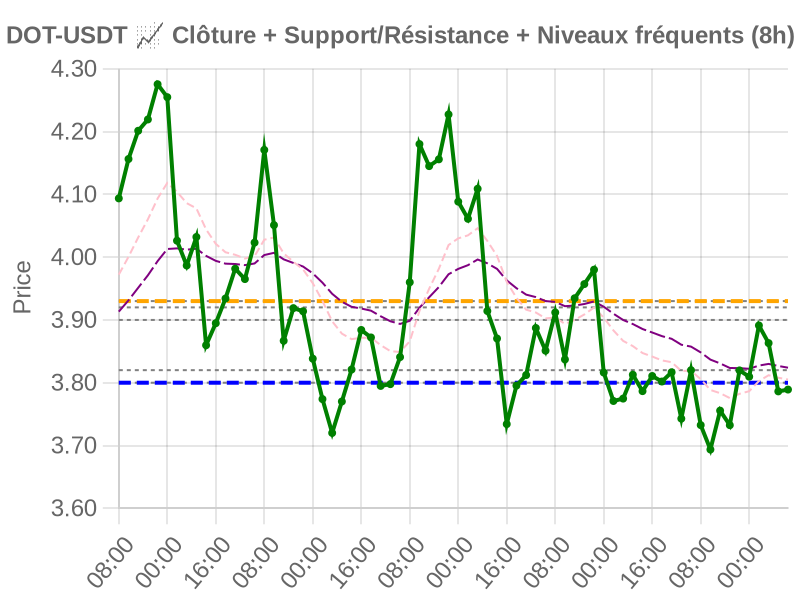 DOT-USDT 📈 Clôture + Support/Résistance + Niveaux fréquents (8h)
4.30
4.20
4.10
4.00
3.90
3.80
3.70
3.60
Price
08:00 00:00 16:00 08:00 00:00 16:00 08:00 00:00 16:00 08:00 00:00 16:00 08:00 00:00